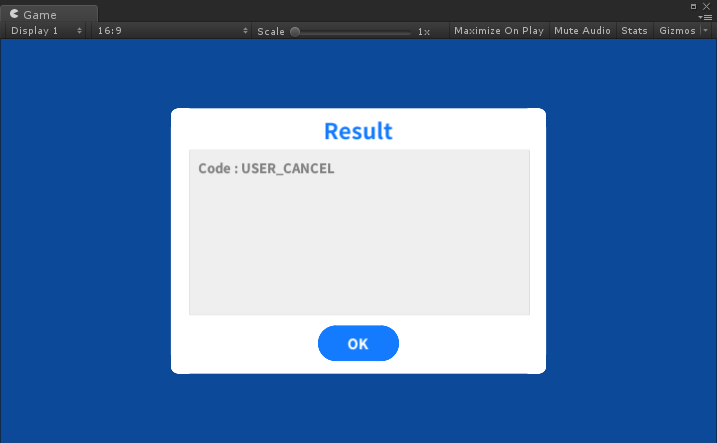 Game
Display 1 16:9 Scale 1x Maximize On Play Mute Audio Stats Gizmos
Result
Code : USER_CANCEL
OK